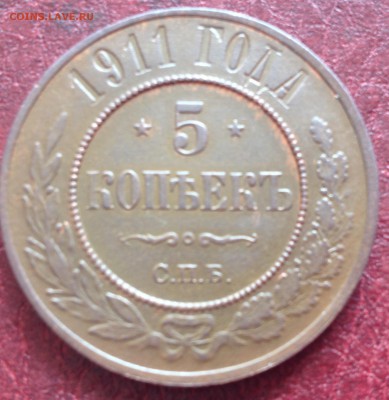 COINS.LAVE.RU
1911 ГОДА
* 5 *
КОПѢЕКЪ
С.П.Б.